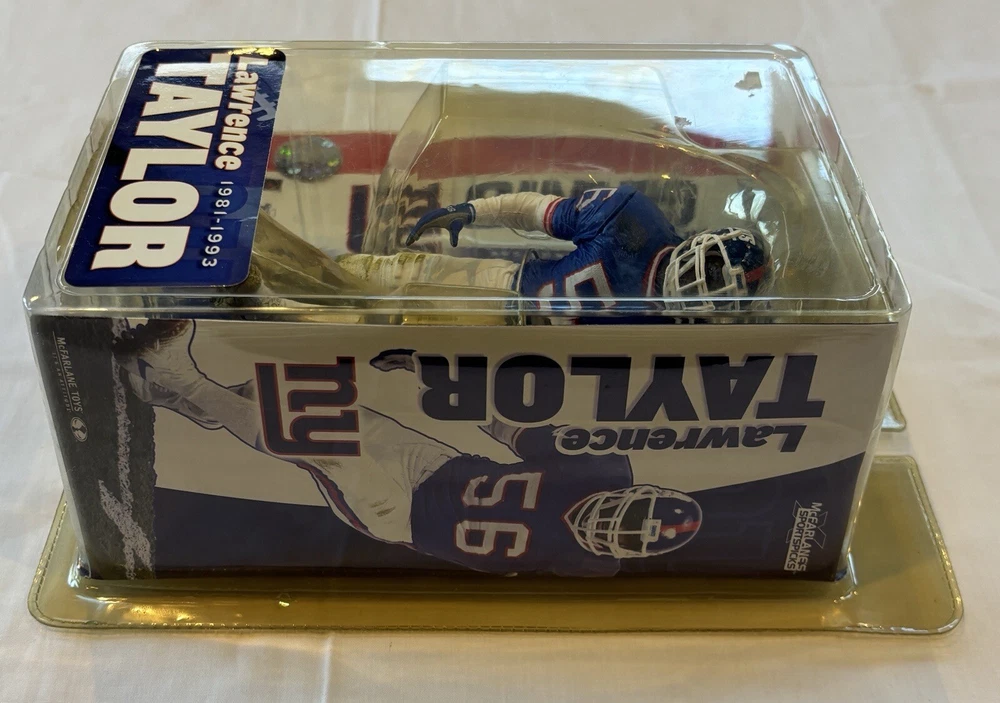 Lawrence
TAYLOR
1981-1993
ny
Lawrence
TAYLOR
56
McFARLANE TOYS
McFARLANE'S
SPORTSPICKS